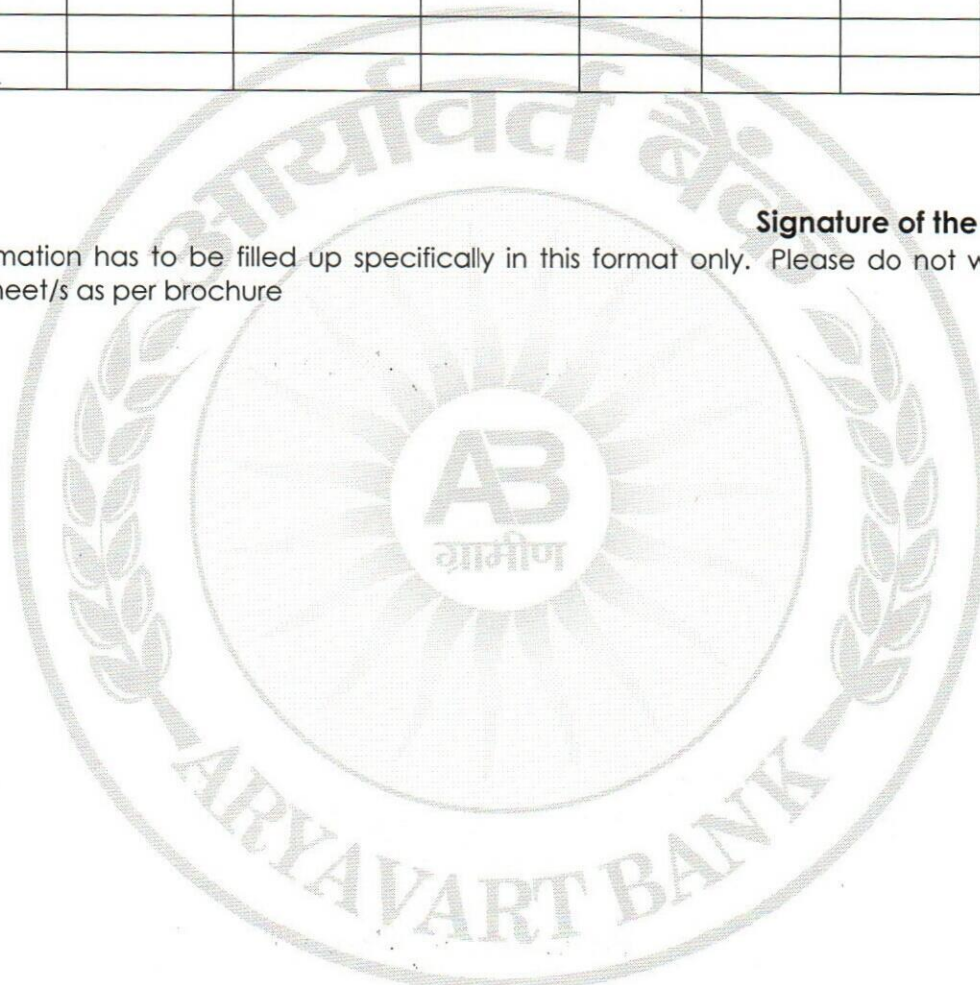 आर्यावर्त बैंक
Signature of the
mation has to be filled up specifically in this format only. Please do not w
heet/s as per brochure
AB
ग्रामीण
ARYAVART BANK